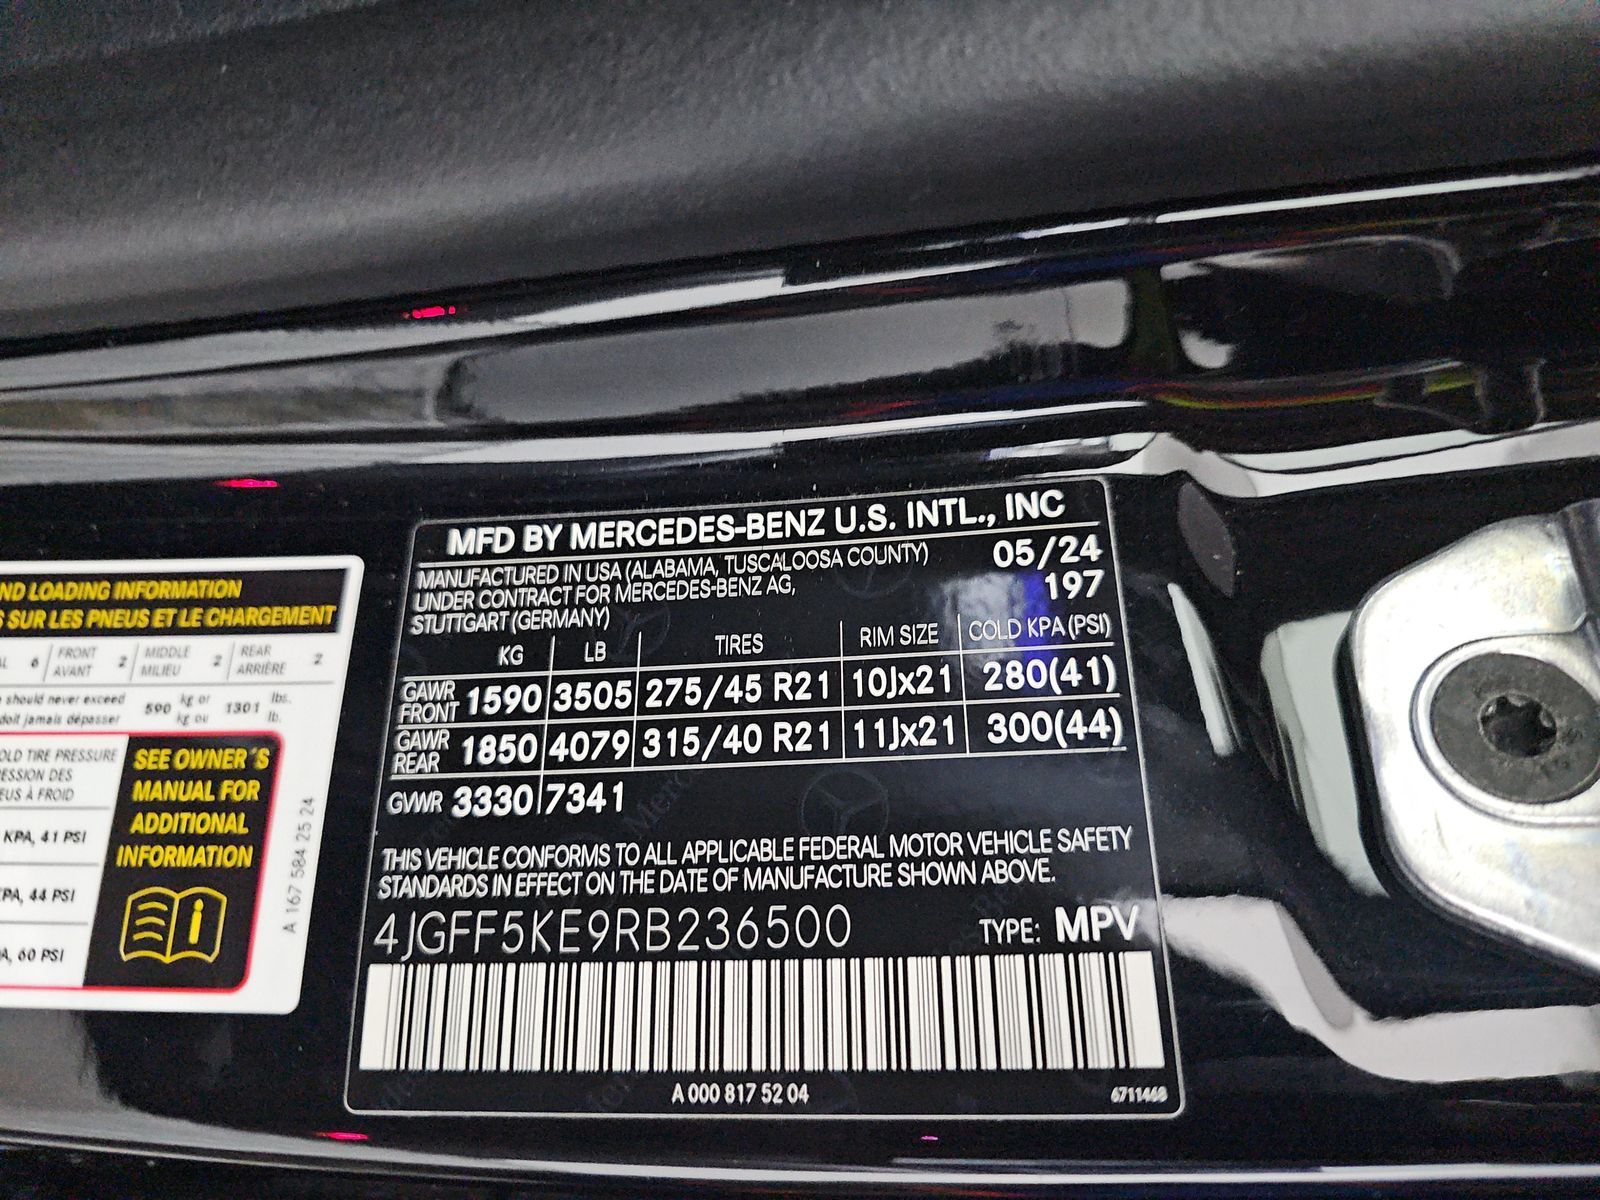 ND LOADING INFORMATION
S SUR LES PNEUS ET LE CHARGEMENT
6 FRONT AVANT 2 MIDDLE MILIEU 2 REAR ARRIÈRE 2
should never exceed 590 kg or 1301 lbs.
doit jamais dépasser kg ou lb.
OLD TIRE PRESSURE
ESSION DES
EUS À FROID
KPA, 41 PSI
PA, 44 PSI
A, 60 PSI
SEE OWNER'S
MANUAL FOR
ADDITIONAL
INFORMATION
A 167 584 25 24
MFD BY MERCEDES-BENZ U.S. INTL., INC
MANUFACTURED IN USA (ALABAMA, TUSCALOOSA COUNTY) 05/24
UNDER CONTRACT FOR MERCEDES-BENZ AG, 197
STUTTGART (GERMANY)
KG LB TIRES RIM SIZE COLD KPA (PSI)
GAWR FRONT 1590 3505 275/45 R21 10Jx21 280(41)
GAWR REAR 1850 4079 315/40 R21 11Jx21 300(44)
GVWR 3330 7341
THIS VEHICLE CONFORMS TO ALL APPLICABLE FEDERAL MOTOR VEHICLE SAFETY
STANDARDS IN EFFECT ON THE DATE OF MANUFACTURE SHOWN ABOVE.
4JGFF5KE9RB236500 TYPE: MPV
A 000 817 52 04
6711468